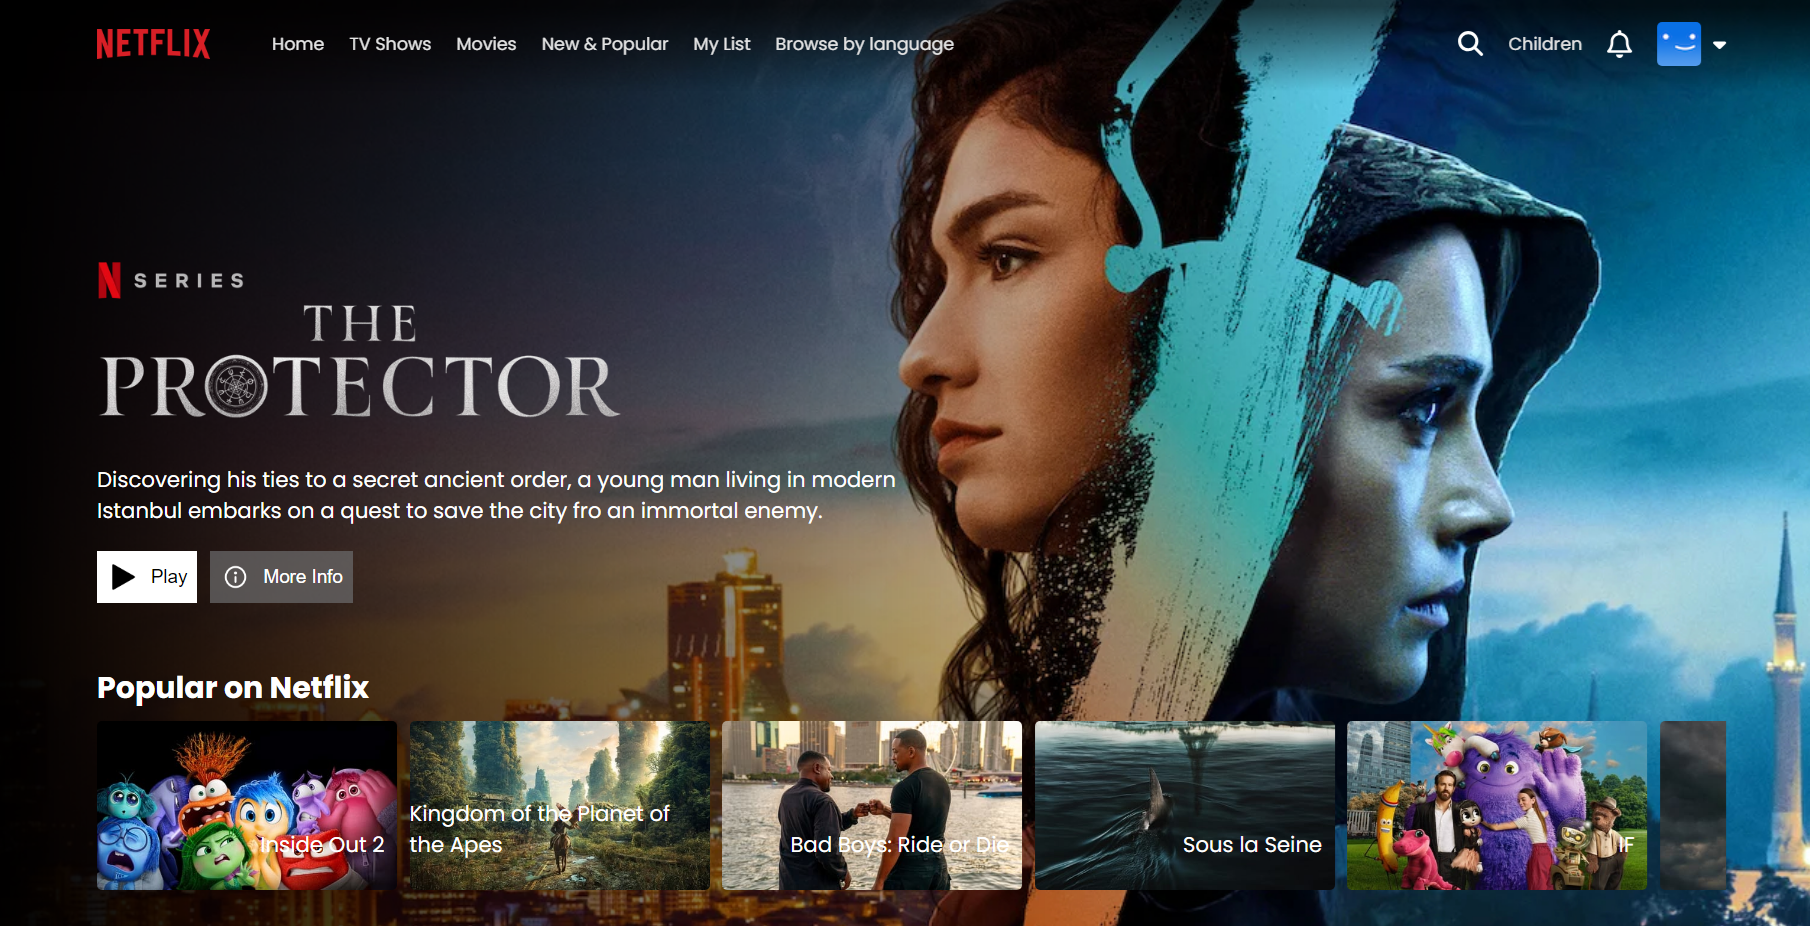 NETFLIX
Home TV Shows Movies New & Popular My List Browse by language
Children
N SERIES
THE
PROTECTOR
Discovering his ties to a secret ancient order, a young man living in modern
Istanbul embarks on a quest to save the city fro an immortal enemy.
Play
More Info
Popular on Netflix
Inside Out 2
Kingdom of the Planet of
the Apes
Bad Boys: Ride or Die
Sous la Seine
IF